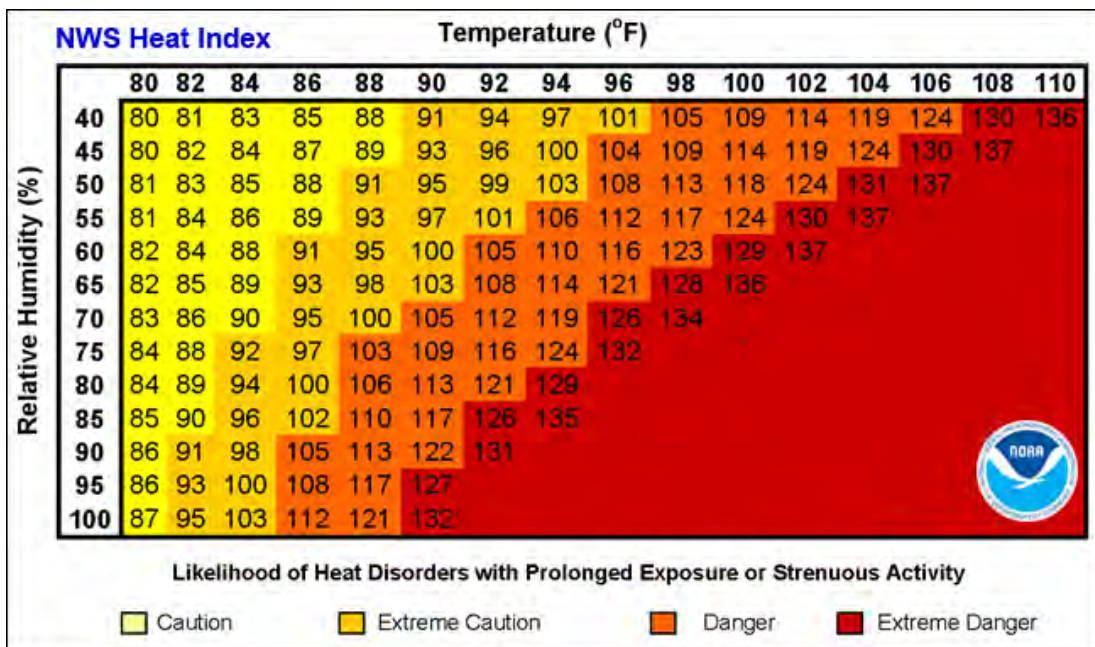 NWS Heat Index
Temperature (°F)
80 82 84 86 88 90 92 94 96 98 100 102 104 106 108 110
Relative Humidity (%)
40 80 81 83 85 88 91 94 97 101 105 109 114 119 124 130 136
45 80 82 84 87 89 93 96 100 104 109 114 119 124 130 137
50 81 83 85 88 91 95 99 103 108 113 118 124 131 137
55 81 84 86 89 93 97 101 106 112 117 124 130 137
60 82 84 88 91 95 100 105 110 116 123 129 137
65 82 85 89 93 98 103 108 114 121 128 136
70 83 86 90 95 100 105 112 119 126 134
75 84 88 92 97 103 109 116 124 132
80 84 89 94 100 106 113 121 129
85 85 90 96 102 110 117 126 135
90 86 91 98 105 113 122 131
95 86 93 100 108 117 127
100 87 95 103 112 121 132
NOAA
Likelihood of Heat Disorders with Prolonged Exposure or Strenuous Activity
Caution Extreme Caution Danger Extreme Danger